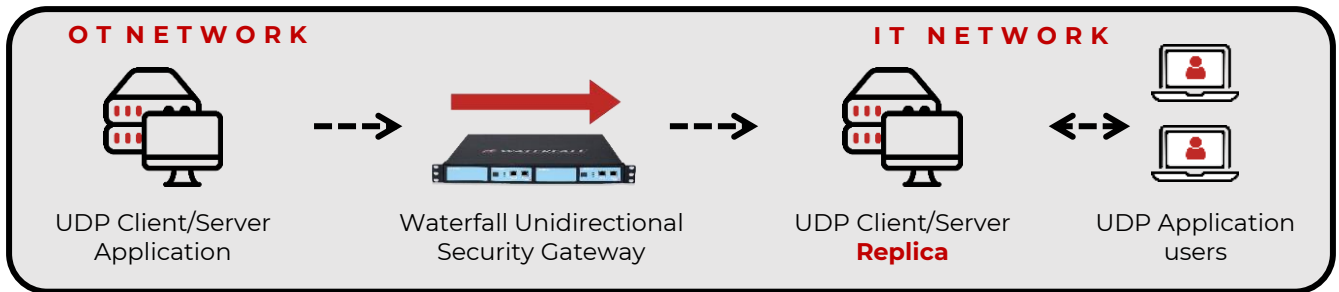 OT NETWORK
IT NETWORK
WATERFALL
UDP Client/Server
Application
Waterfall Unidirectional
Security Gateway
UDP Client/Server
Replica
UDP Application
users